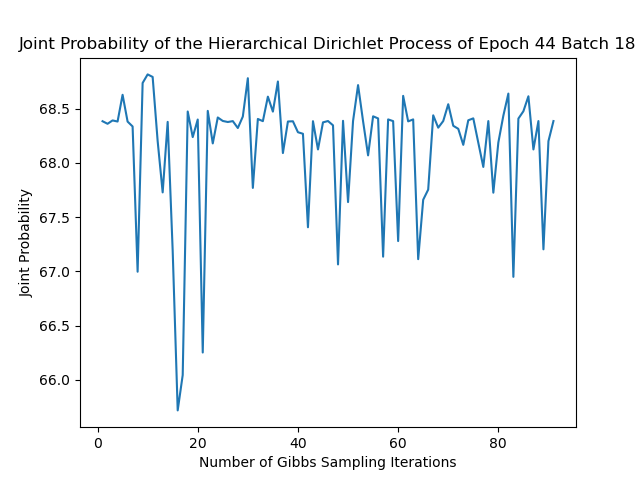 Joint Probability of the Hierarchical Dirichlet Process of Epoch 44 Batch 18
Joint Probability
68.5
68.0
67.5
67.0
66.5
66.0
0 20 40 60 80
Number of Gibbs Sampling Iterations